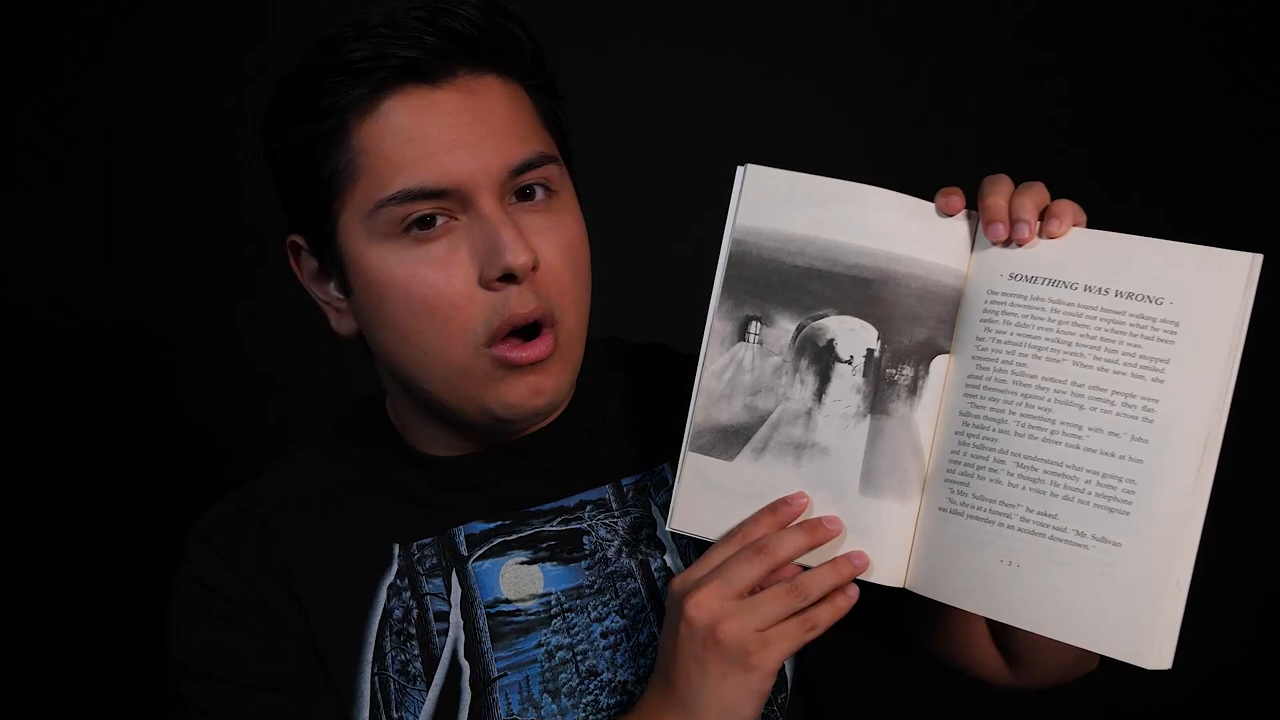 · SOMETHING WAS WRONG ·
One morning John Sullivan found himself walking along
a street downtown. He could not explain what he was
doing there, or how he got there, or where he had been
earlier. He didn't even know what time it was.
He saw a woman walking toward him and stopped
her. "I'm afraid I forgot my watch," he said, and smiled.
"Can you tell me the time?" When she saw him, she
screamed and ran.
Then John Sullivan noticed that other people were
afraid of him. When they saw him coming, they flat-
tened themselves against a building, or ran across the
street to stay out of his way.
"There must be something wrong with me," John
Sullivan thought. "I'd better go home."
He hailed a taxi, but the driver took one look at him
and sped away.
John Sullivan did not understand what was going on,
and it scared him. "Maybe somebody at home can
come and get me," he thought. He found a telephone
and called his wife, but a voice he did not recognize
answered.
"Is Mrs. Sullivan there?" he asked.
"No, she is at a funeral," the voice said. "Mr. Sullivan
was killed yesterday in an accident downtown."
· 3 ·